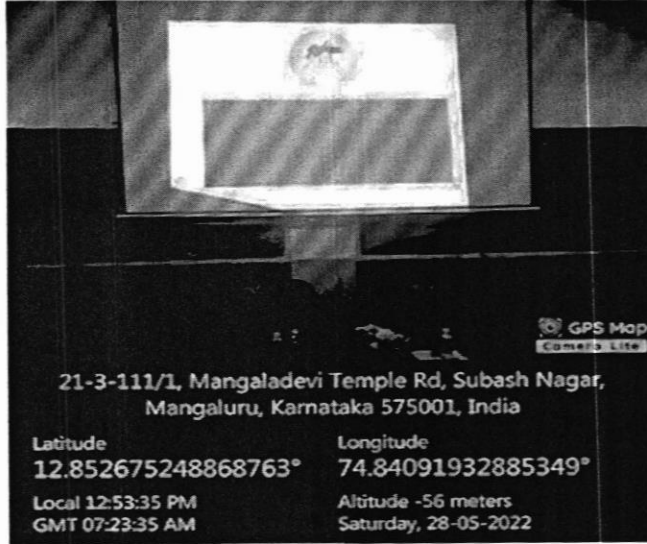 GPS Map
Camera Lite
21-3-111/1, Mangaladevi Temple Rd, Subash Nagar,
Mangaluru, Karnataka 575001, India
Latitude
12.852675248868763°
Longitude
74.84091932885349°
Local 12:53:35 PM
GMT 07:23:35 AM
Altitude -56 meters
Saturday, 28-05-2022